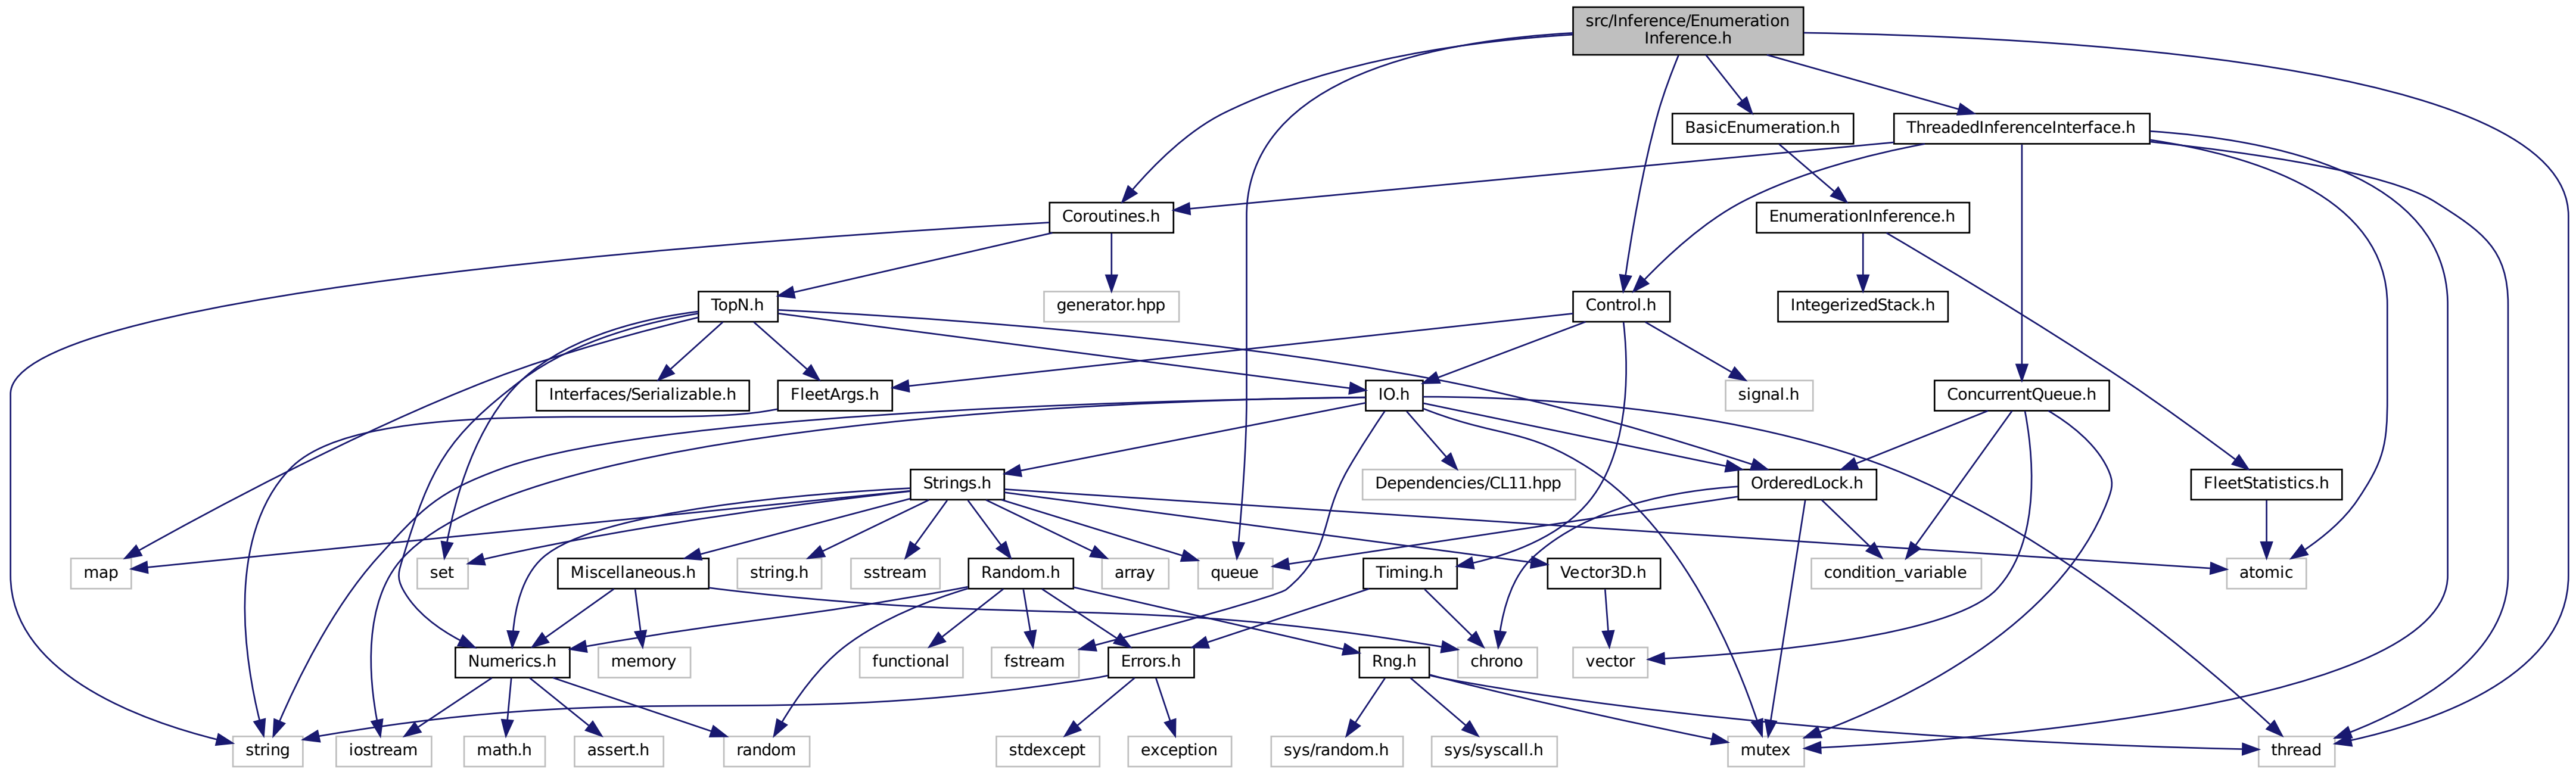 src/Inference/Enumeration
Inference.h
BasicEnumeration.h
ThreadedInferenceInterface.h
Coroutines.h
EnumerationInference.h
TopN.h
generator.hpp
Control.h
IntegerizedStack.h
Interfaces/Serializable.h
FleetArgs.h
IO.h
signal.h
ConcurrentQueue.h
Strings.h
Dependencies/CL11.hpp
OrderedLock.h
FleetStatistics.h
map
set
Miscellaneous.h
string.h
sstream
Random.h
array
queue
Timing.h
Vector3D.h
condition_variable
atomic
Numerics.h
memory
functional
fstream
Errors.h
Rng.h
chrono
vector
string
iostream
math.h
assert.h
random
stdexcept
exception
sys/random.h
sys/syscall.h
mutex
thread